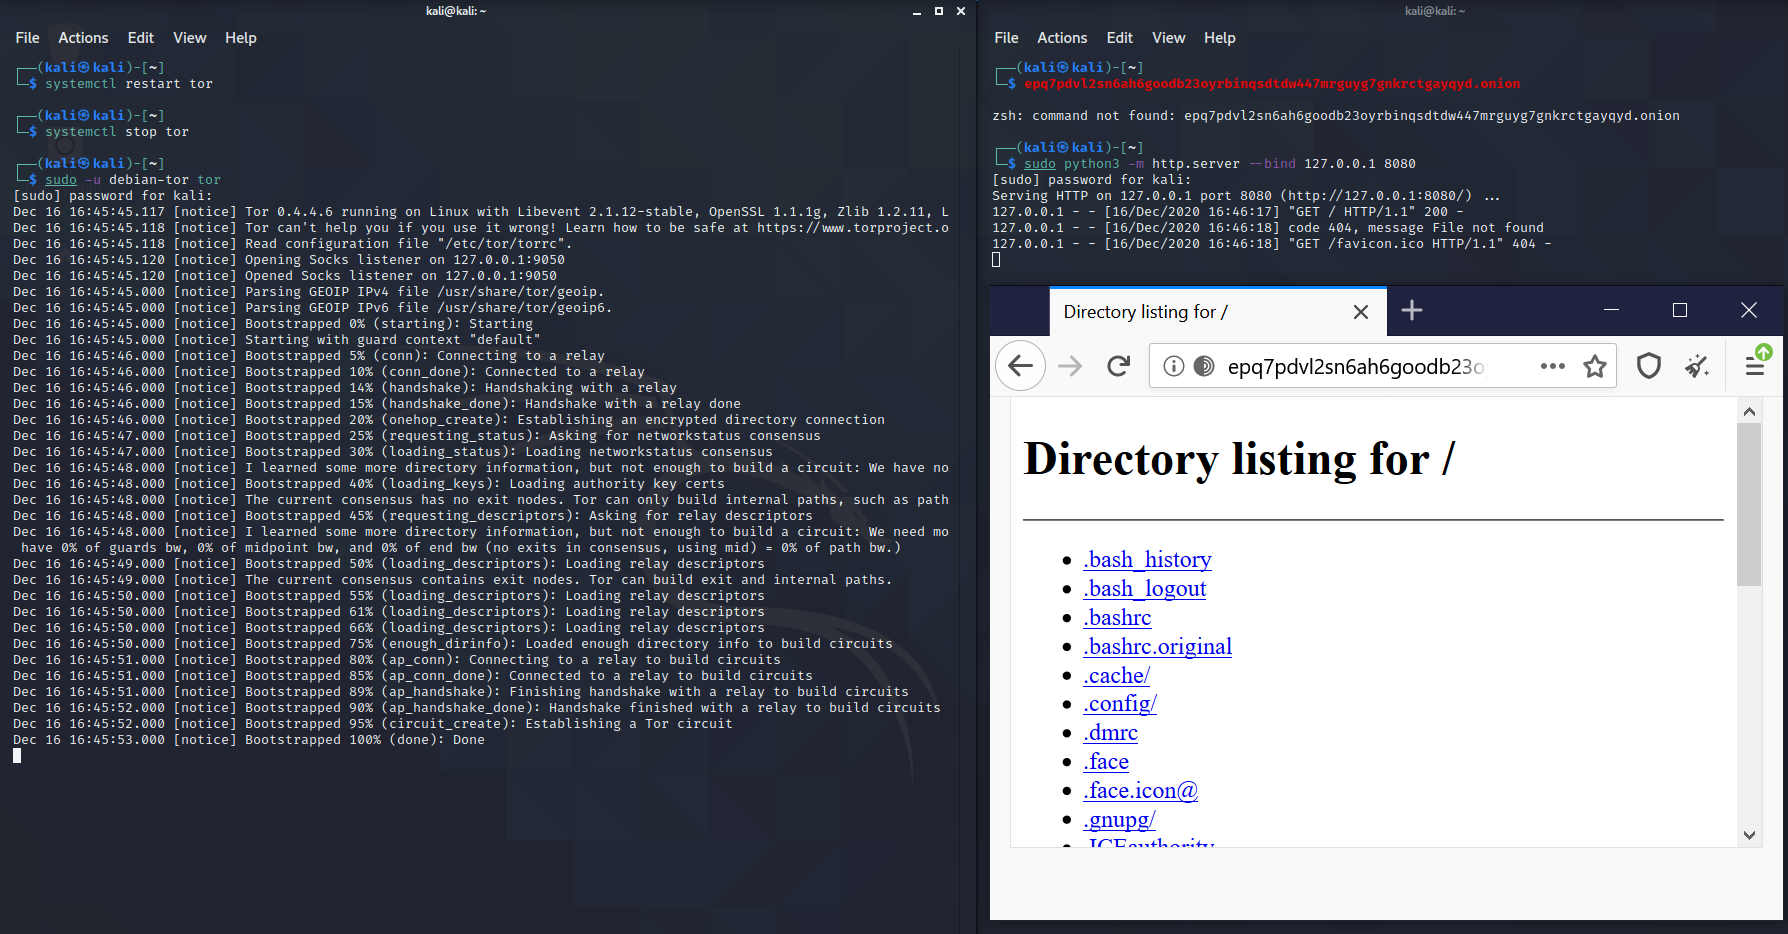 kali@kali: ~
File Actions Edit View Help
┌──(kali㉿kali)-[~]
└─$ systemctl restart tor
┌──(kali㉿kali)-[~]
└─$ systemctl stop tor
┌──(kali㉿kali)-[~]
└─$ sudo -u debian-tor tor
[sudo] password for kali:
Dec 16 16:45:45.117 [notice] Tor 0.4.4.6 running on Linux with Libevent 2.1.12-stable, OpenSSL 1.1.1g, Zlib 1.2.11, L
Dec 16 16:45:45.118 [notice] Tor can't help you if you use it wrong! Learn how to be safe at https://www.torproject.o
Dec 16 16:45:45.118 [notice] Read configuration file "/etc/tor/torrc".
Dec 16 16:45:45.120 [notice] Opening Socks listener on 127.0.0.1:9050
Dec 16 16:45:45.120 [notice] Opened Socks listener on 127.0.0.1:9050
Dec 16 16:45:45.000 [notice] Parsing GEOIP IPv4 file /usr/share/tor/geoip.
Dec 16 16:45:45.000 [notice] Parsing GEOIP IPv6 file /usr/share/tor/geoip6.
Dec 16 16:45:45.000 [notice] Bootstrapped 0% (starting): Starting
Dec 16 16:45:45.000 [notice] Starting with guard context "default"
Dec 16 16:45:46.000 [notice] Bootstrapped 5% (conn): Connecting to a relay
Dec 16 16:45:46.000 [notice] Bootstrapped 10% (conn_done): Connected to a relay
Dec 16 16:45:46.000 [notice] Bootstrapped 14% (handshake): Handshaking with a relay
Dec 16 16:45:46.000 [notice] Bootstrapped 15% (handshake_done): Handshake with a relay done
Dec 16 16:45:46.000 [notice] Bootstrapped 20% (onehop_create): Establishing an encrypted directory connection
Dec 16 16:45:47.000 [notice] Bootstrapped 25% (requesting_status): Asking for networkstatus consensus
Dec 16 16:45:47.000 [notice] Bootstrapped 30% (loading_status): Loading networkstatus consensus
Dec 16 16:45:48.000 [notice] I learned some more directory information, but not enough to build a circuit: We have no
Dec 16 16:45:48.000 [notice] Bootstrapped 40% (loading_keys): Loading authority key certs
Dec 16 16:45:48.000 [notice] The current consensus has no exit nodes. Tor can only build internal paths, such as path
Dec 16 16:45:48.000 [notice] Bootstrapped 45% (requesting_descriptors): Asking for relay descriptors
Dec 16 16:45:48.000 [notice] I learned some more directory information, but not enough to build a circuit: We need mo
 have 0% of guards bw, 0% of midpoint bw, and 0% of end bw (no exits in consensus, using mid) = 0% of path bw.)
Dec 16 16:45:49.000 [notice] Bootstrapped 50% (loading_descriptors): Loading relay descriptors
Dec 16 16:45:49.000 [notice] The current consensus contains exit nodes. Tor can build exit and internal paths.
Dec 16 16:45:50.000 [notice] Bootstrapped 55% (loading_descriptors): Loading relay descriptors
Dec 16 16:45:50.000 [notice] Bootstrapped 61% (loading_descriptors): Loading relay descriptors
Dec 16 16:45:50.000 [notice] Bootstrapped 66% (loading_descriptors): Loading relay descriptors
Dec 16 16:45:50.000 [notice] Bootstrapped 75% (enough_dirinfo): Loaded enough directory info to build circuits
Dec 16 16:45:51.000 [notice] Bootstrapped 80% (ap_conn): Connecting to a relay to build circuits
Dec 16 16:45:51.000 [notice] Bootstrapped 85% (ap_conn_done): Connected to a relay to build circuits
Dec 16 16:45:51.000 [notice] Bootstrapped 89% (ap_handshake): Finishing handshake with a relay to build circuits
Dec 16 16:45:52.000 [notice] Bootstrapped 90% (ap_handshake_done): Handshake finished with a relay to build circuits
Dec 16 16:45:52.000 [notice] Bootstrapped 95% (circuit_create): Establishing a Tor circuit
Dec 16 16:45:53.000 [notice] Bootstrapped 100% (done): Done
kali@kali: ~
File Actions Edit View Help
┌──(kali㉿kali)-[~]
└─$ epq7pdvl2sn6ah6goodb23oyrbinqsdtdw447mrguyg7gnkrctgayqyd.onion
zsh: command not found: epq7pdvl2sn6ah6goodb23oyrbinqsdtdw447mrguyg7gnkrctgayqyd.onion
┌──(kali㉿kali)-[~]
└─$ sudo python3 -m http.server --bind 127.0.0.1 8080
[sudo] password for kali:
Serving HTTP on 127.0.0.1 port 8080 (http://127.0.0.1:8080/) ...
127.0.0.1 - - [16/Dec/2020 16:46:17] "GET / HTTP/1.1" 200 -
127.0.0.1 - - [16/Dec/2020 16:46:18] code 404, message File not found
127.0.0.1 - - [16/Dec/2020 16:46:18] "GET /favicon.ico HTTP/1.1" 404 -
Directory listing for /
epq7pdvl2sn6ah6goodb23o
Directory listing for /
.bash_history
.bash_logout
.bashrc
.bashrc.original
.cache/
.config/
.dmrc
.face
.face.icon@
.gnupg/
.ICEauthority